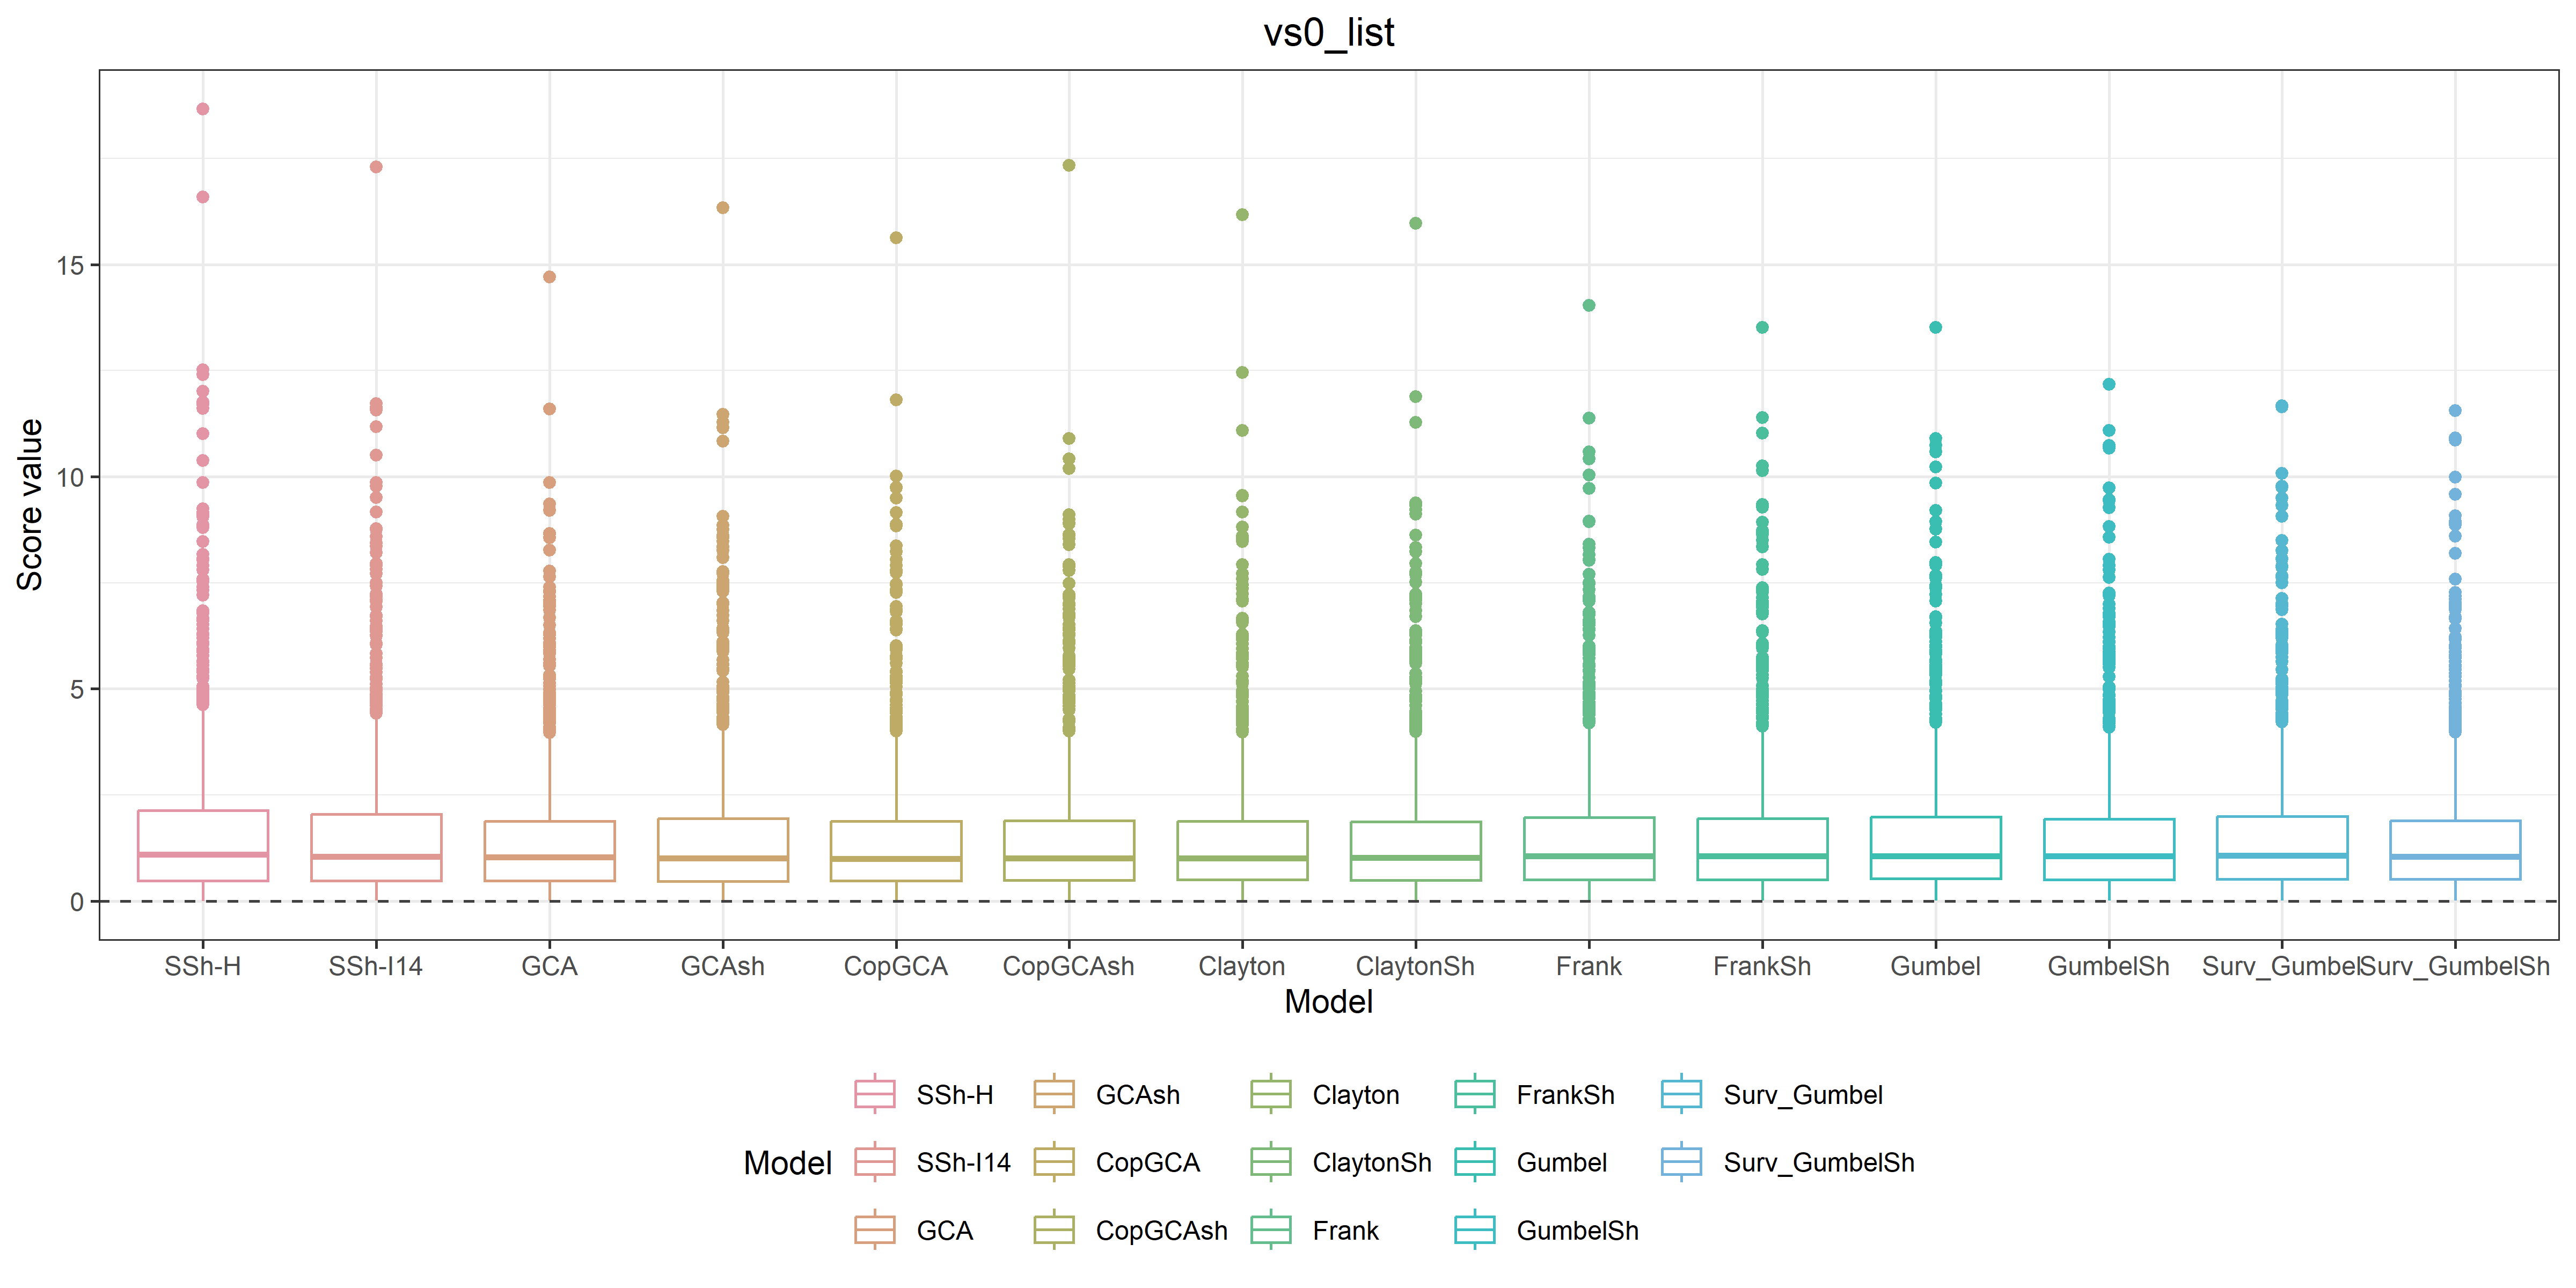 vs0_list
Score value
15
10
5
0
SSh-H SSh-I14 GCA GCAsh CopGCA CopGCAsh Clayton ClaytonSh Frank FrankSh Gumbel GumbelSh Surv_Gumbel Surv_GumbelSh
Model
SSh-H GCAsh Clayton FrankSh Surv_Gumbel
Model SSh-I14 CopGCA ClaytonSh Gumbel Surv_GumbelSh
GCA CopGCAsh Frank GumbelSh